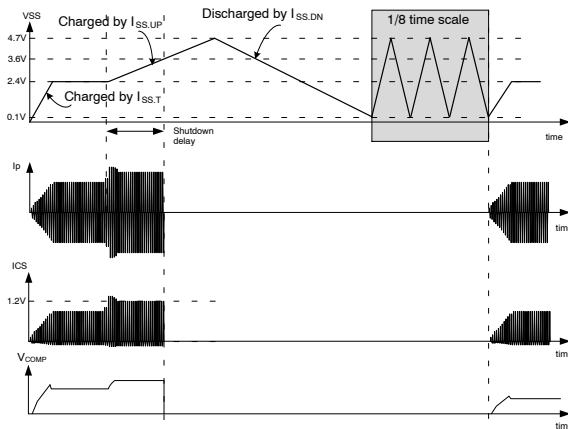 VSS
Charged by ISS.UP
Discharged by ISS.DN
1/8 time scale
4.7V
3.6V
2.4V
0.1V
Charged by ISS.T
Shutdown
delay
time
Ip
tim
ICS
1.2V
tim
VCOMP
tim